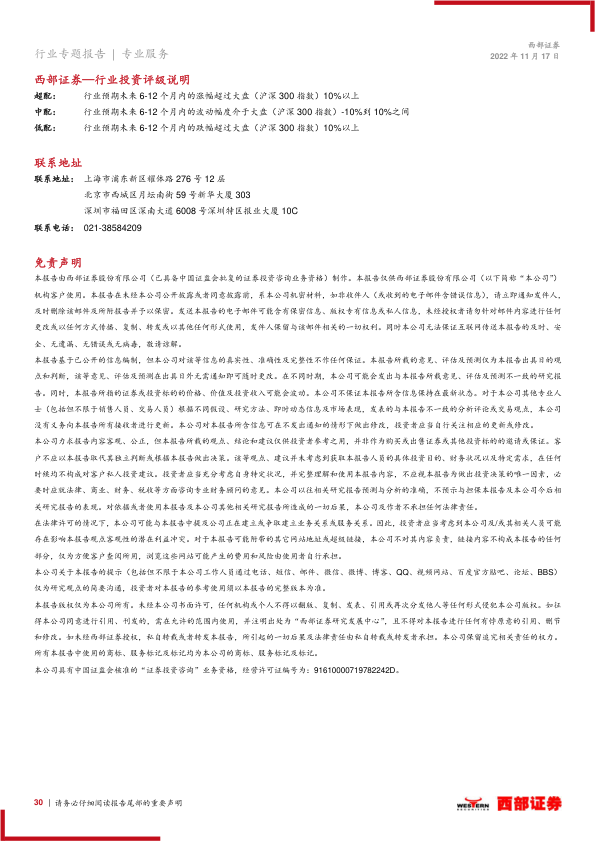 行业专题报告 | 专业服务
西部证券
2022 年 11 月 17 日
西部证券—行业投资评级说明
超配： 行业预期未来 6-12 个月内的涨幅超过大盘（沪深 300 指数）10%以上
中配： 行业预期未来 6-12 个月内的波动幅度介于大盘（沪深 300 指数）-10%到 10%之间
低配： 行业预期未来 6-12 个月内的跌幅超过大盘（沪深 300 指数）10%以上
联系地址
联系地址： 上海市浦东新区耀体路 276 号 12 层
北京市西城区月坛南街 59 号新华大厦 303
深圳市福田区深南大道 6008 号深圳特区报业大厦 10C
联系电话： 021-38584209
免责声明
本报告由西部证券股份有限公司（已具备中国证监会批复的证券投资咨询业务资格）制作。本报告仅供西部证券股份有限公司（以下简称“本公司”）
机构客户使用。本报告在未经本公司公开披露或者同意披露前，系本公司机密材料，如非收件人（或收到的电子邮件含错误信息），请立即通知发件人，
及时删除该邮件及所附报告并予以保密。发送本报告的电子邮件可能含有保密信息、版权专有信息或私人信息，未经授权者请勿针对邮件内容进行任何
更改或以任何方式传播、复制、转发或以其他任何形式使用，发件人保留与该邮件相关的一切权利。同时本公司无法保证互联网传送本报告的及时、安
全、无遗漏、无错误或无病毒，敬请谅解。
本报告基于已公开的信息编制，但本公司对该等信息的真实性、准确性及完整性不作任何保证。本报告所载的意见、评估及预测仅为本报告出具日的观
点和判断，该等意见、评估及预测在出具日外无需通知即可随时更改。在不同时期，本公司可能会发出与本报告所载意见、评估及预测不一致的研究报
告。同时，本报告所指的证券或投资标的的价格、价值及投资收入可能会波动。本公司不保证本报告所含信息保持在最新状态。对于本公司其他专业人
士（包括但不限于销售人员、交易人员）根据不同假设、研究方法、即时动态信息及市场表现，发表的与本报告不一致的分析评论或交易观点，本公司
没有义务向本报告所有接收者进行更新。本公司对本报告所含信息可在不发出通知的情形下做出修改，投资者应当自行关注相应的更新或修改。
本公司力求报告内容客观、公正，但本报告所载的观点、结论和建议仅供投资者参考之用，并非作为购买或出售证券或其他投资标的的邀请或保证。客
户不应以本报告取代其独立判断或根据本报告做出决策。该等观点、建议并未考虑到获取本报告人员的具体投资目的、财务状况以及特定需求，在任何
时候均不构成对客户私人投资建议。投资者应当充分考虑自身特定状况，并完整理解和使用本报告内容，不应视本报告为做出投资决策的唯一因素，必
要时应就法律、商业、财务、税收等方面咨询专业财务顾问的意见。本公司以往相关研究报告预测与分析的准确，不预示与担保本报告及本公司今后相
关研究报告的表现。对依据或者使用本报告及本公司其他相关研究报告所造成的一切后果，本公司及作者不承担任何法律责任。
在法律许可的情况下，本公司可能与本报告中提及公司正在建立或争取建立业务关系或服务关系。因此，投资者应当考虑到本公司及/或其相关人员可能
存在影响本报告观点客观性的潜在利益冲突。对于本报告可能附带的其它网站地址或超级链接，本公司不对其内容负责，链接内容不构成本报告的任何
部分，仅为方便客户查阅所用，浏览这些网站可能产生的费用和风险由使用者自行承担。
本公司关于本报告的提示（包括但不限于本公司工作人员通过电话、短信、邮件、微信、微博、博客、QQ、视频网站、百度官方贴吧、论坛、BBS）
仅为研究观点的简要沟通，投资者对本报告的参考使用须以本报告的完整版本为准。
本报告版权仅为本公司所有。未经本公司书面许可，任何机构或个人不得以翻版、复制、发表、引用或再次分发他人等任何形式侵犯本公司版权。如征
得本公司同意进行引用、刊发的，需在允许的范围内使用，并注明出处为“西部证券研究发展中心”，且不得对本报告进行任何有悖原意的引用、删节
和修改。如未经西部证券授权，私自转载或者转发本报告，所引起的一切后果及法律责任由私自转载或转发者承担。本公司保留追究相关责任的权力。
所有本报告中使用的商标、服务标记及标记均为本公司的商标、服务标记及标记。
本公司具有中国证监会核准的“证券投资咨询”业务资格，经营许可证编号为：91610000719782242D。
30 | 请务必仔细阅读报告尾部的重要声明
WESTERN
SECURITIES
西部证券